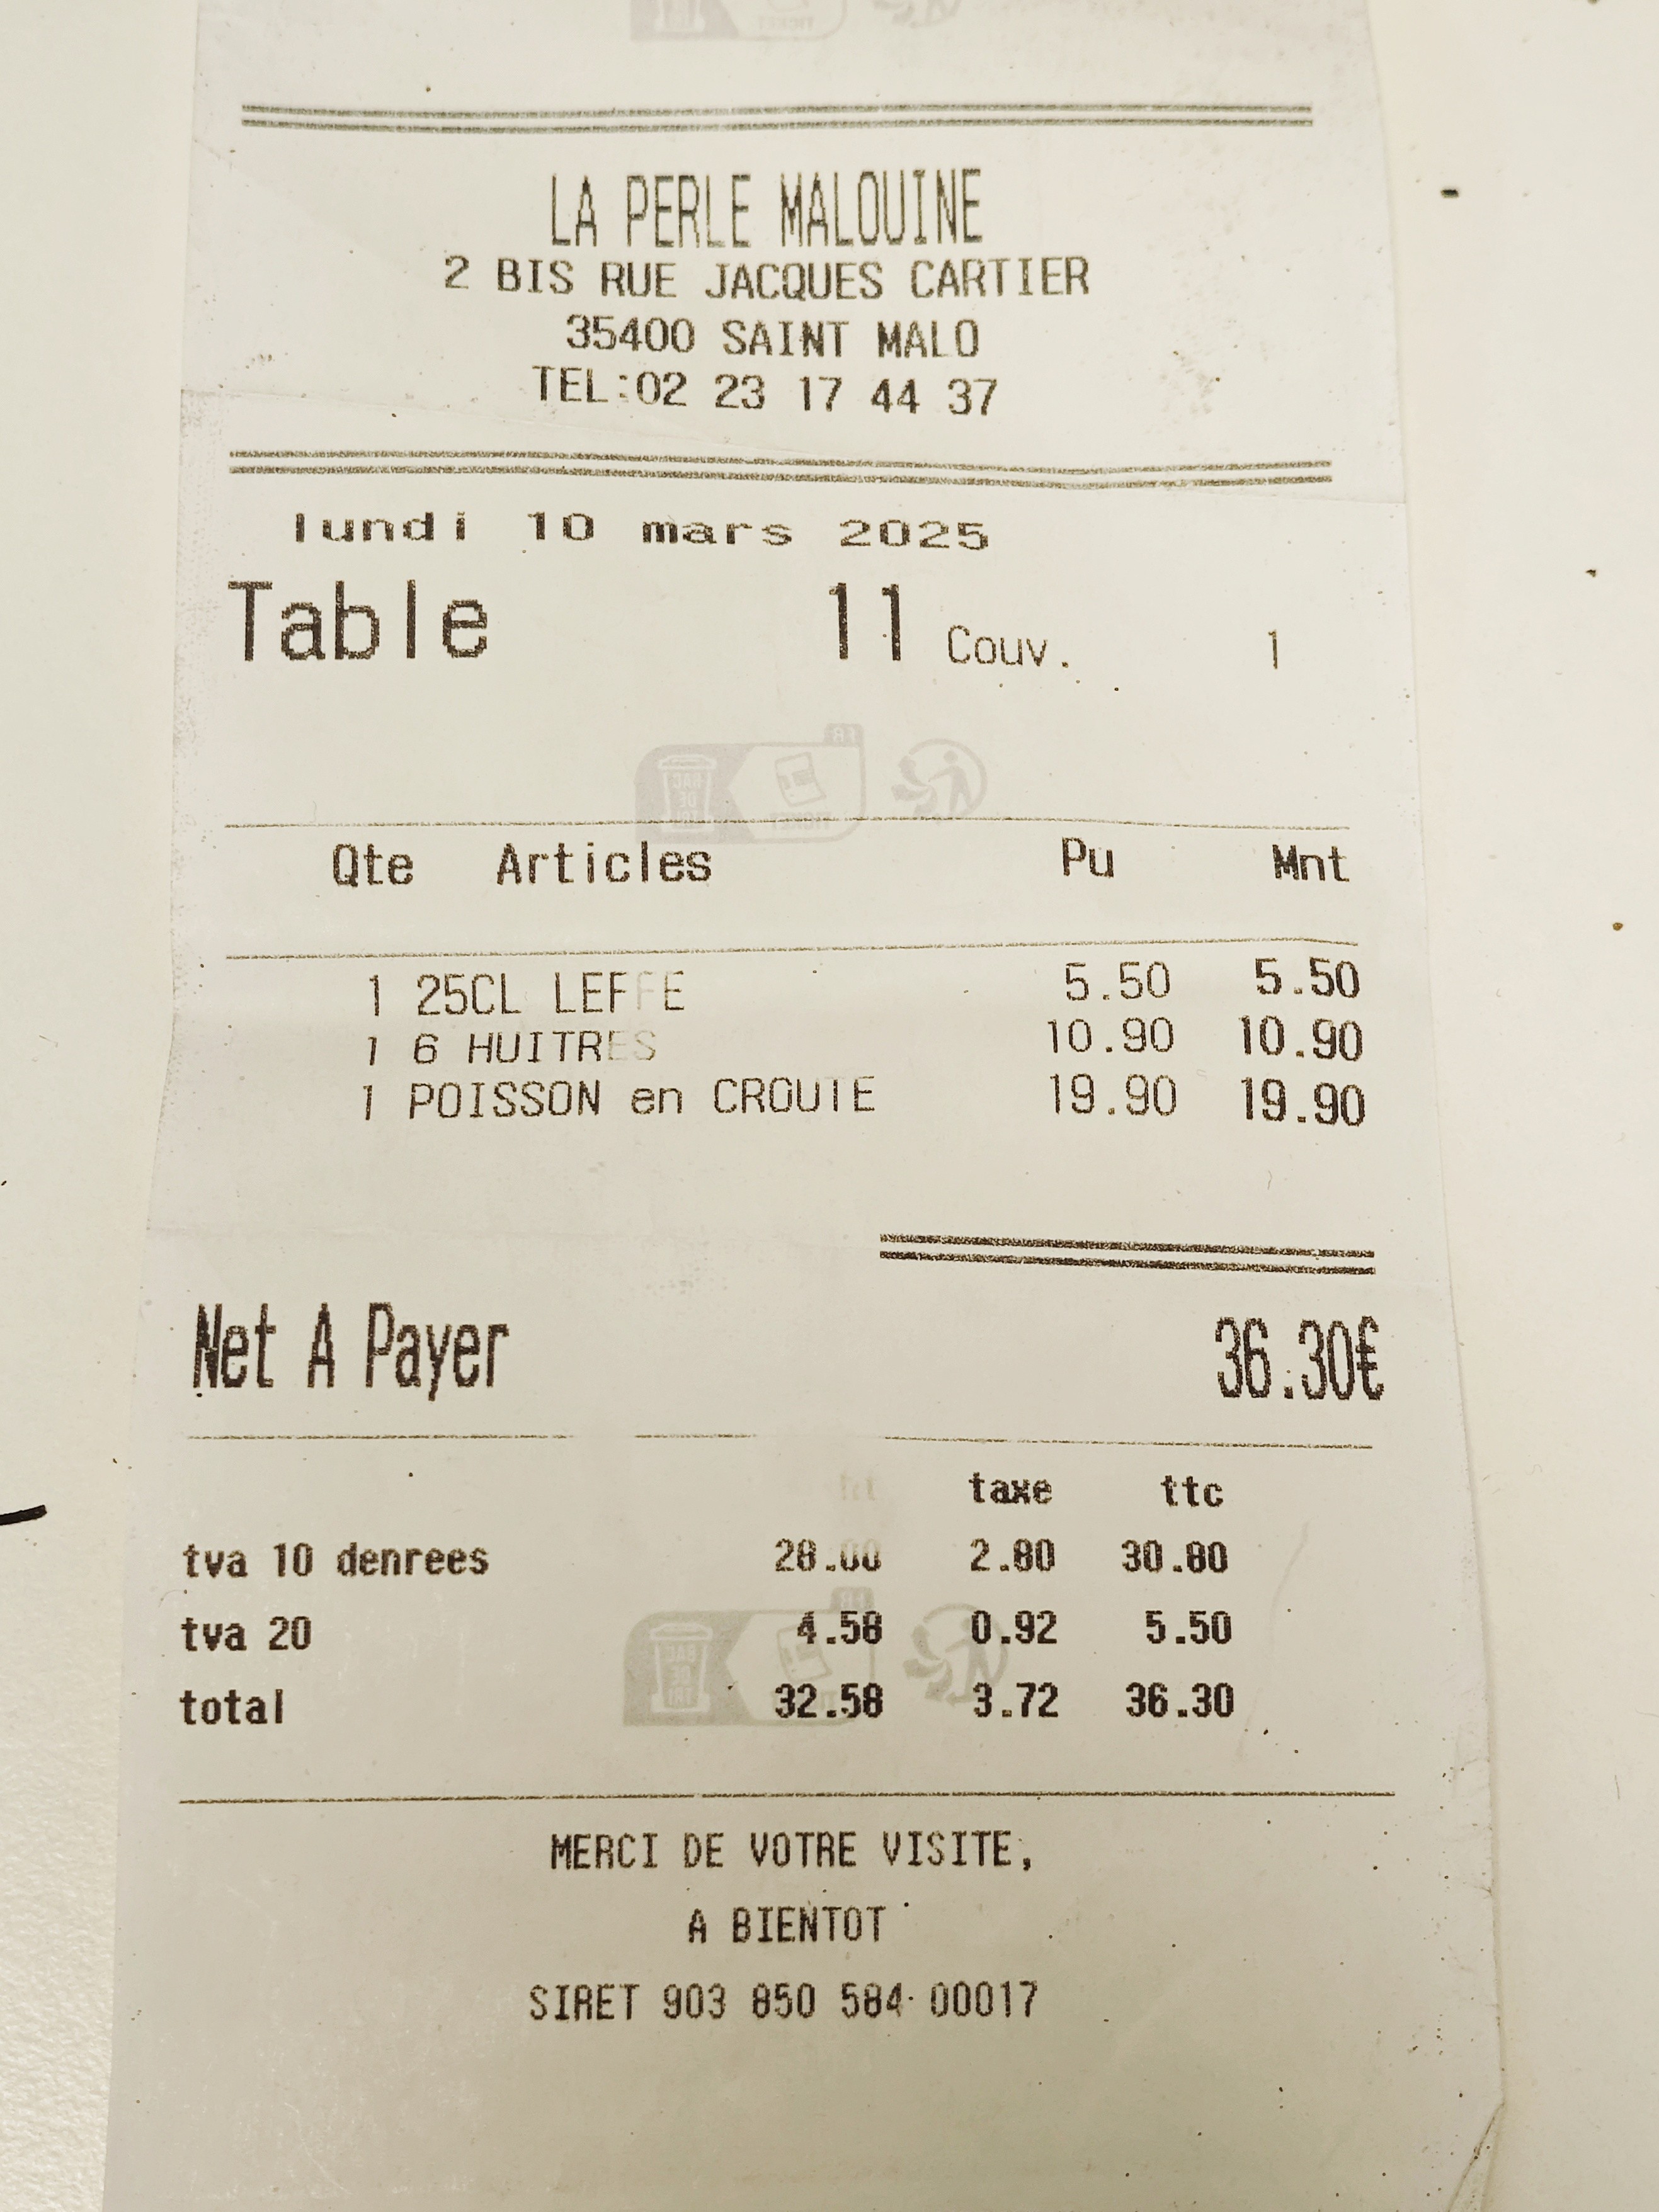 LA PERLE MALOUINE
2 BIS RUE JACQUES CARTIER
35400 SAINT MALO
TEL:02 23 17 44 37
lundi 10 mars 2025
Table 11 Couv. 1
Qte Articles Pu Mnt
1 25CL LEFFE 5.50 5.50
1 6 HUITRES 10.90 10.90
1 POISSON en CROUTE 19.90 19.90
Net A Payer 36.30€
ht taxe ttc
tva 10 denrees 28.00 2.80 30.80
tva 20 4.58 0.92 5.50
total 32.58 3.72 36.30
MERCI DE VOTRE VISITE,
A BIENTOT
SIRET 903 850 584 00017